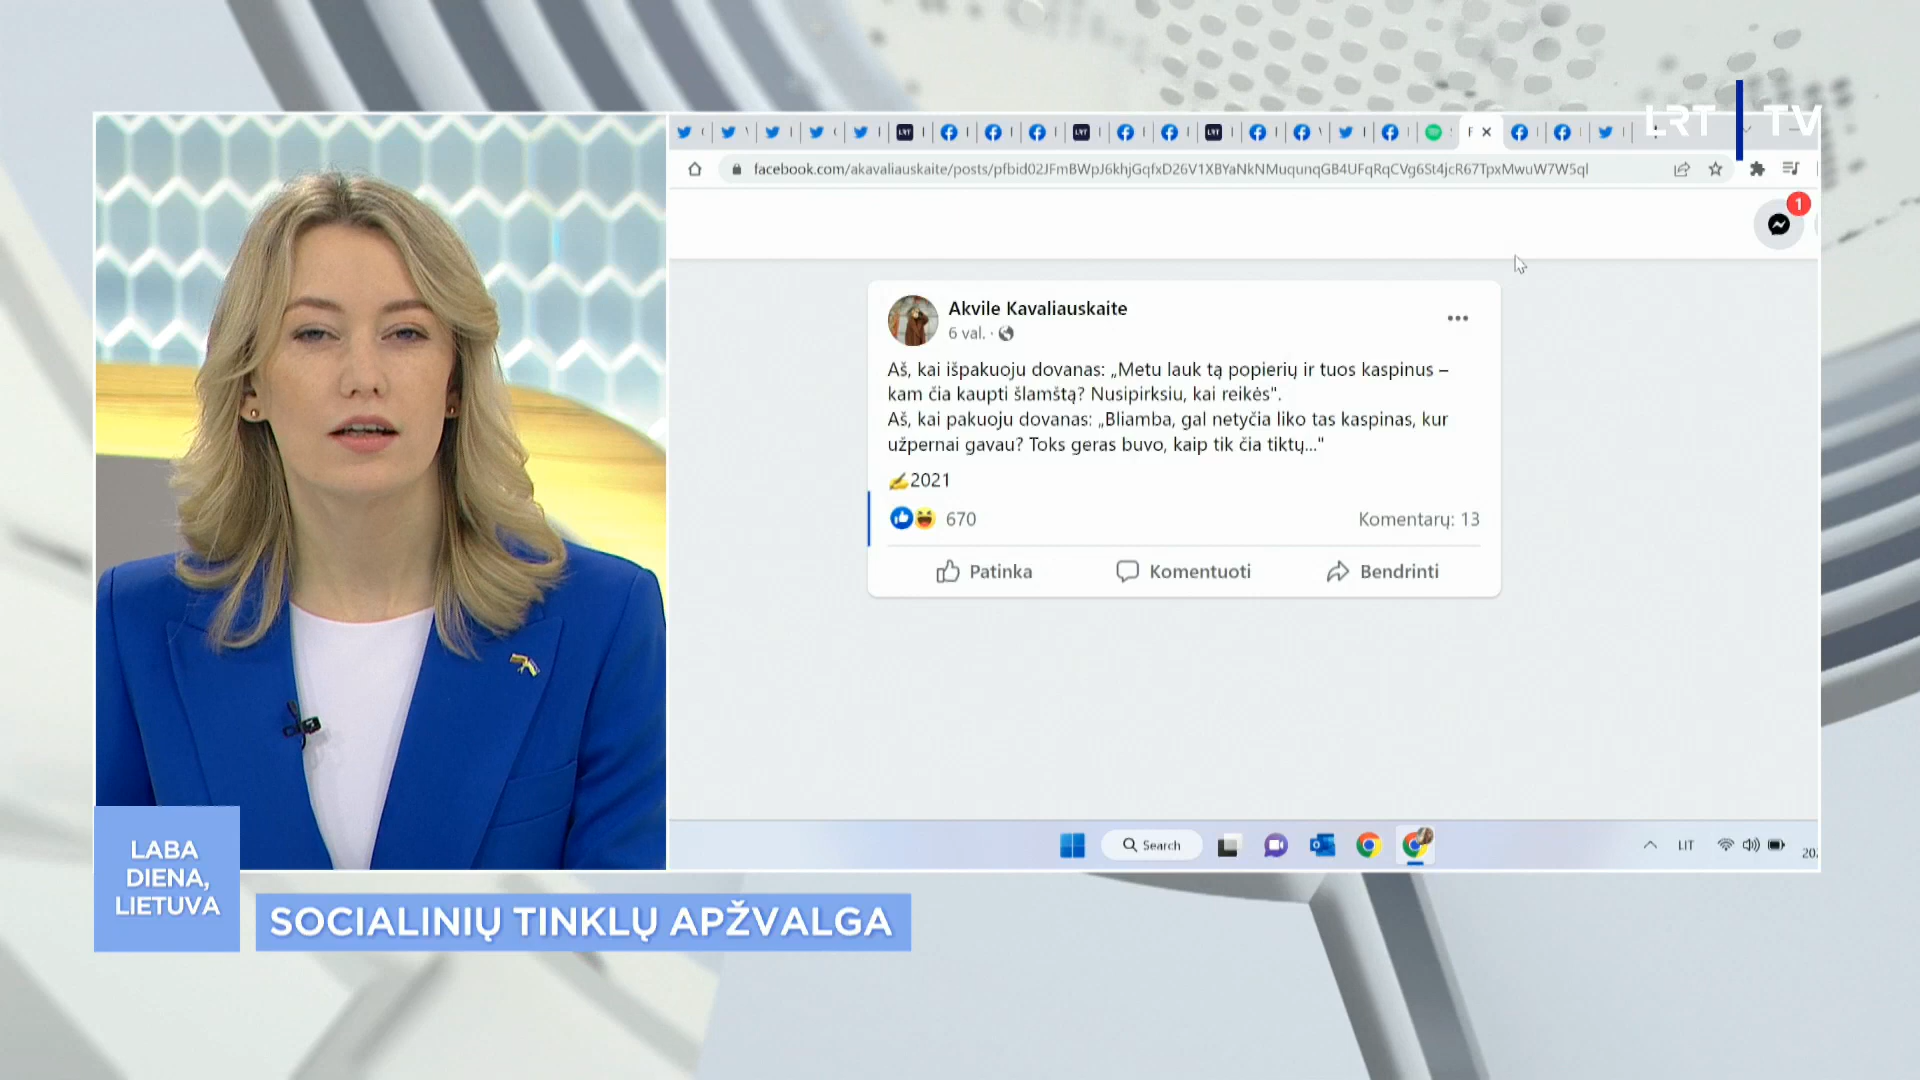 LRT TV
facebook.com/akavaliauskaite/posts/pfbid02JFmBWpJ6khjGqfxD26V1XBYaNkNMuqunqGB4UFqRqCVg6St4jcR67TpxMwuW7W5ql
1
Akvile Kavaliauskaite
6 val. ·
Aš, kai išpakuoju dovanas: „Metu lauk tą popierių ir tuos kaspinus –
kam čia kaupti šlamštą? Nusipirksiu, kai reikės".
Aš, kai pakuoju dovanas: „Bliamba, gal netyčia liko tas kaspinas, kur
užpernai gavau? Toks geras buvo, kaip tik čia tiktų..."
✍2021
670
Komentarų: 13
Patinka
Komentuoti
Bendrinti
Search
LIT
LABA
DIENA,
LIETUVA
SOCIALINIŲ TINKLŲ APŽVALGA